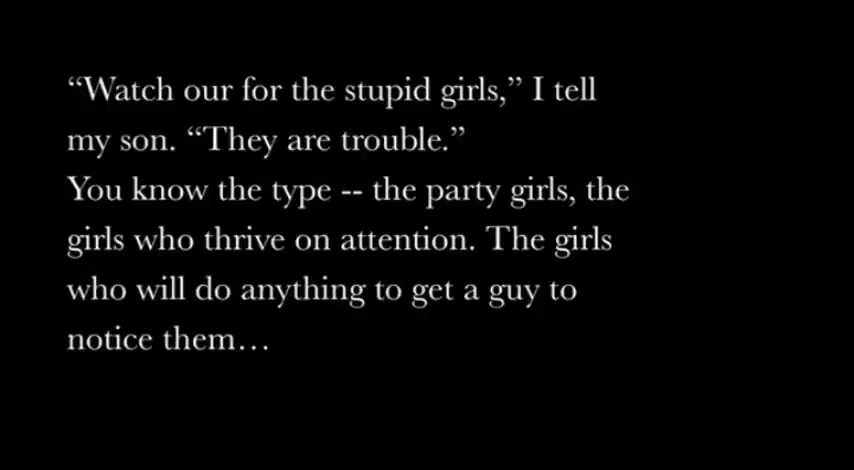 “Watch our for the stupid girls,” I tell
my son. “They are trouble.”
You know the type -- the party girls, the
girls who thrive on attention. The girls
who will do anything to get a guy to
notice them…